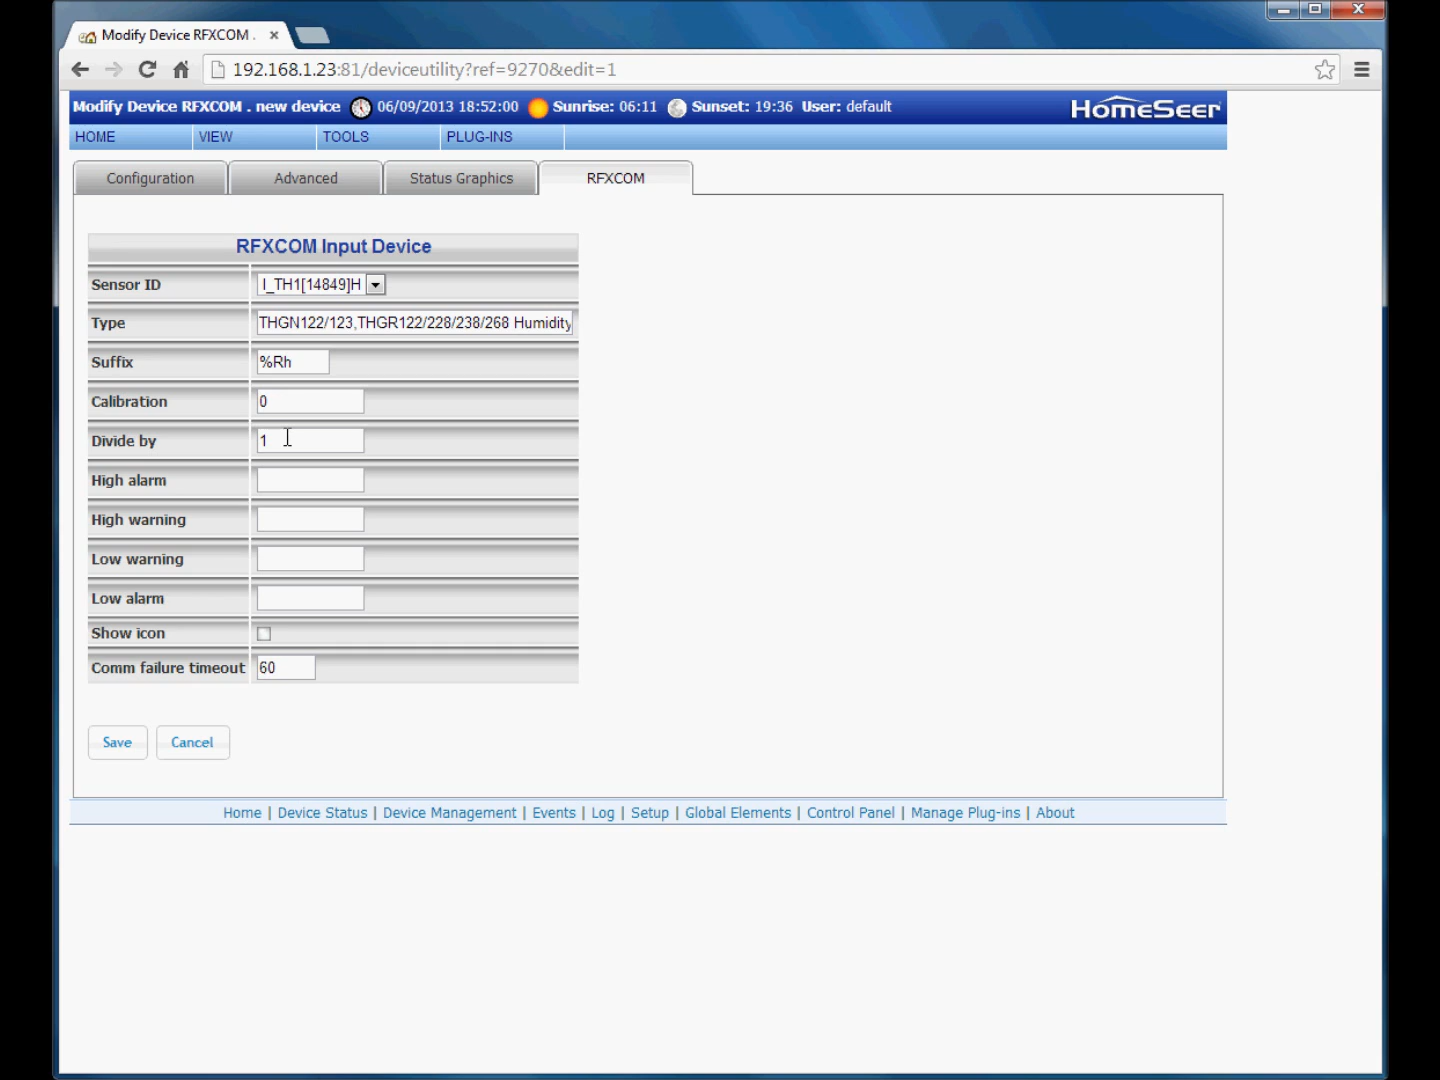 Modify Device RFXCOM .
192.168.1.23:81/deviceutility?ref=9270&edit=1
Modify Device RFXCOM . new device 06/09/2013 18:52:00 Sunrise: 06:11 Sunset: 19:36 User: default HomeSeer
HOME VIEW TOOLS PLUG-INS
Configuration Advanced Status Graphics RFXCOM
RFXCOM Input Device
Sensor ID I_TH1[14849]H
Type THGN122/123,THGR122/228/238/268 Humidity
Suffix %Rh
Calibration 0
Divide by 1
High alarm
High warning
Low warning
Low alarm
Show icon
Comm failure timeout 60
Save Cancel
Home | Device Status | Device Management | Events | Log | Setup | Global Elements | Control Panel | Manage Plug-ins | About